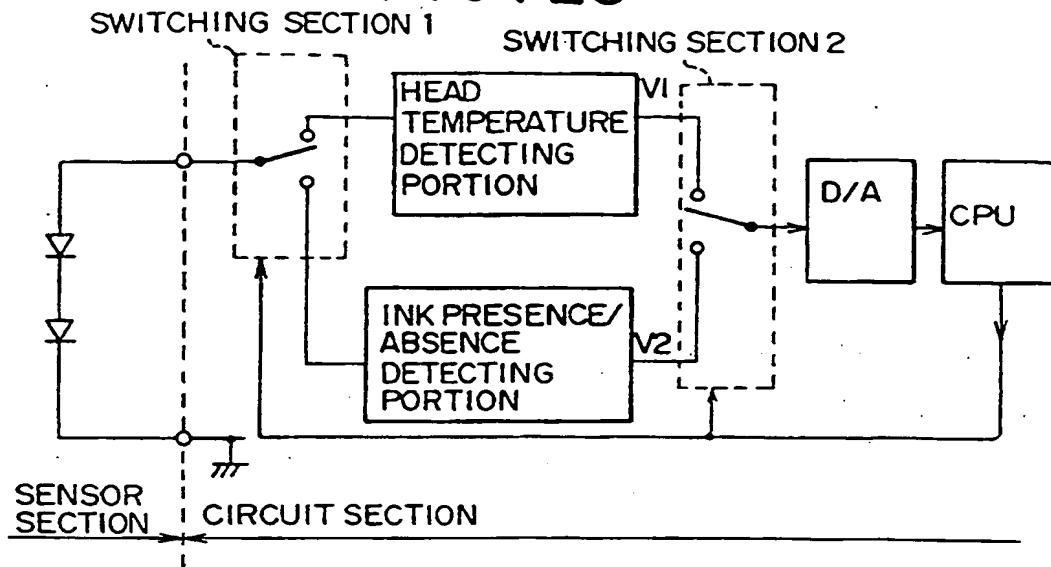 SWITCHING SECTION 1
SWITCHING SECTION 2
HEAD
TEMPERATURE
DETECTING
PORTION
V1
D/A
CPU
INK PRESENCE/
ABSENCE
DETECTING
PORTION
V2
SENSOR
SECTION
CIRCUIT SECTION